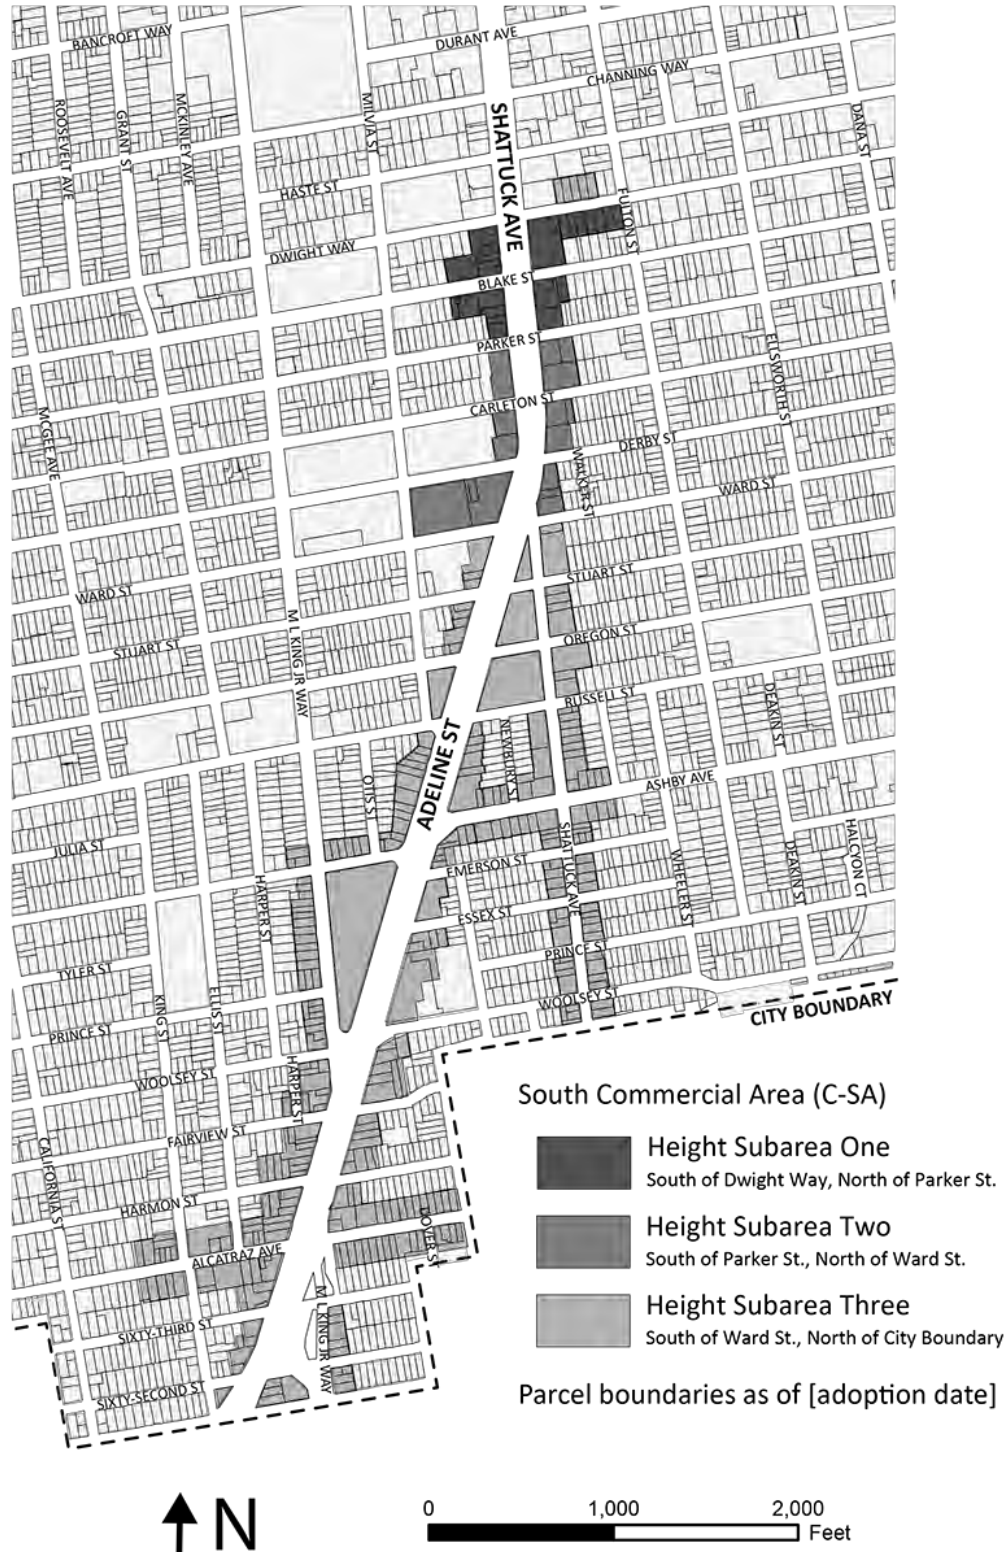 BANCROFT WAY
DURANT AVE
CHANNING WAY
ROOSEVELT AVE
GRANT ST
MCKINLEY AVE
MILVIA ST
SHATTUCK AVE
DANA ST
HASTE ST
FULTON ST
DWIGHT WAY
BLAKE ST
PARKER ST
ELLSWORTH ST
CARLETON ST
MCGEE AVE
DERBY ST
WALKER ST
WARD ST
STUART ST
WARD ST
OREGON ST
STUART ST
M L KING JR WAY
RUSSELL ST
DEAKIN ST
NEWBURY S
ADELINE ST
OTIS ST
ASHBY AVE
JULIA ST
SHATTUCK AVE
EMERSON ST
WHEELER ST
DEAKIN ST
HALCYON CT
HARPER ST
ESSEX ST
PRINCE ST
TYLER ST
WOOLSEY ST
KING ST
ELLIS ST
CITY BOUNDARY
PRINCE ST
WOOLSEY ST
HARPER ST
FAIRVIEW ST
CALIFORNIA ST
HARMON ST
DOVER ST
ALCATRAZ AVE
M L KING JR WAY
SIXTY-THIRD ST
SIXTY-SECOND ST
South Commercial Area (C-SA)
Height Subarea One
South of Dwight Way, North of Parker St.
Height Subarea Two
South of Parker St., North of Ward St.
Height Subarea Three
South of Ward St., North of City Boundary
Parcel boundaries as of [adoption date]
N
0 1,000 2,000
Feet